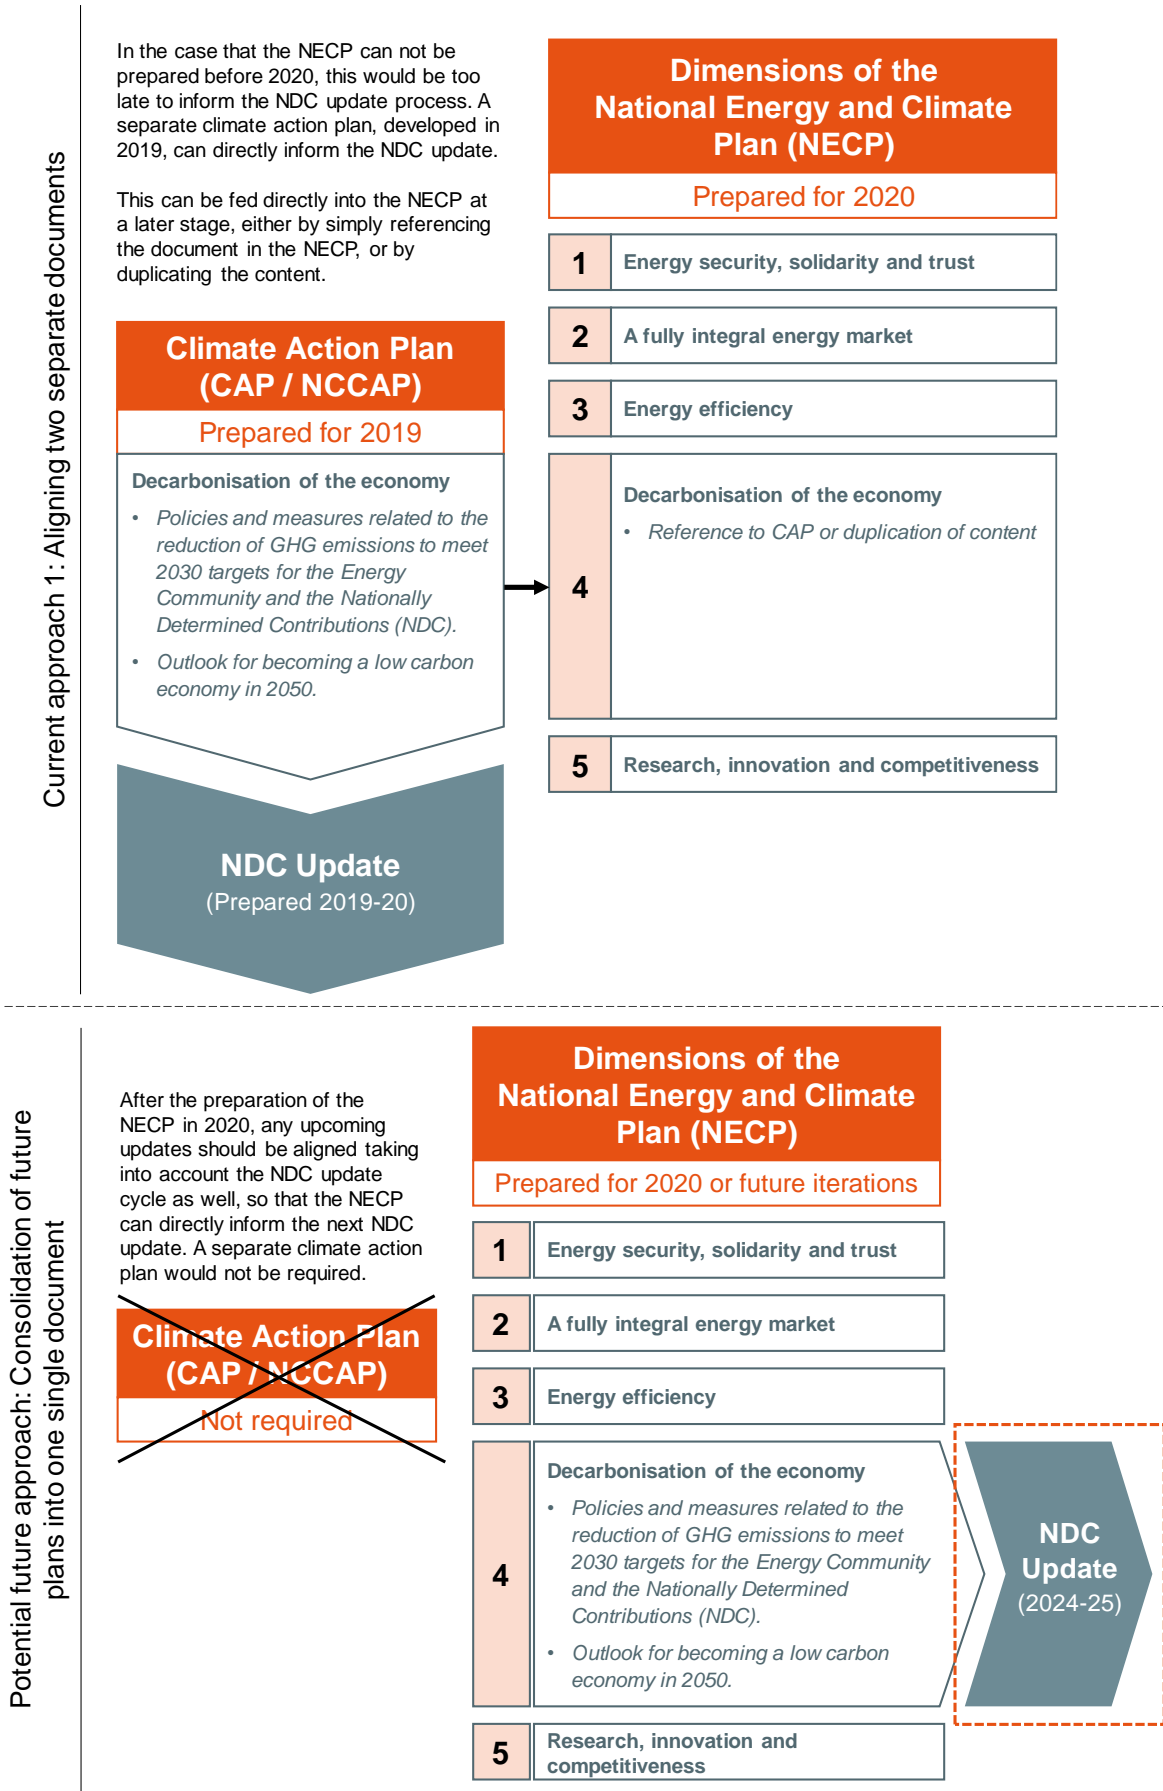 Current approach 1: Aligning two separate documents
In the case that the NECP can not be
prepared before 2020, this would be too
late to inform the NDC update process. A
separate climate action plan, developed in
2019, can directly inform the NDC update.
This can be fed directly into the NECP at
a later stage, either by simply referencing
the document in the NECP, or by
duplicating the content.
Climate Action Plan
(CAP / NCCAP)
Prepared for 2019
Decarbonisation of the economy
• Policies and measures related to the
reduction of GHG emissions to meet
2030 targets for the Energy
Community and the Nationally
Determined Contributions (NDC).
• Outlook for becoming a low carbon
economy in 2050.
NDC Update
(Prepared 2019-20)
Dimensions of the
National Energy and Climate
Plan (NECP)
Prepared for 2020
1 Energy security, solidarity and trust
2 A fully integral energy market
3 Energy efficiency
4
Decarbonisation of the economy
• Reference to CAP or duplication of content
5 Research, innovation and competitiveness
Potential future approach: Consolidation of future
plans into one single document
After the preparation of the
NECP in 2020, any upcoming
updates should be aligned taking
into account the NDC update
cycle as well, so that the NECP
can directly inform the next NDC
update. A separate climate action
plan would not be required.
Climate Action Plan
(CAP / NCCAP)
Not required
Dimensions of the
National Energy and Climate
Plan (NECP)
Prepared for 2020 or future iterations
1 Energy security, solidarity and trust
2 A fully integral energy market
3 Energy efficiency
4
Decarbonisation of the economy
• Policies and measures related to the
reduction of GHG emissions to meet
2030 targets for the Energy Community
and the Nationally Determined
Contributions (NDC).
• Outlook for becoming a low carbon
economy in 2050.
5
Research, innovation and
competitiveness
NDC
Update
(2024-25)